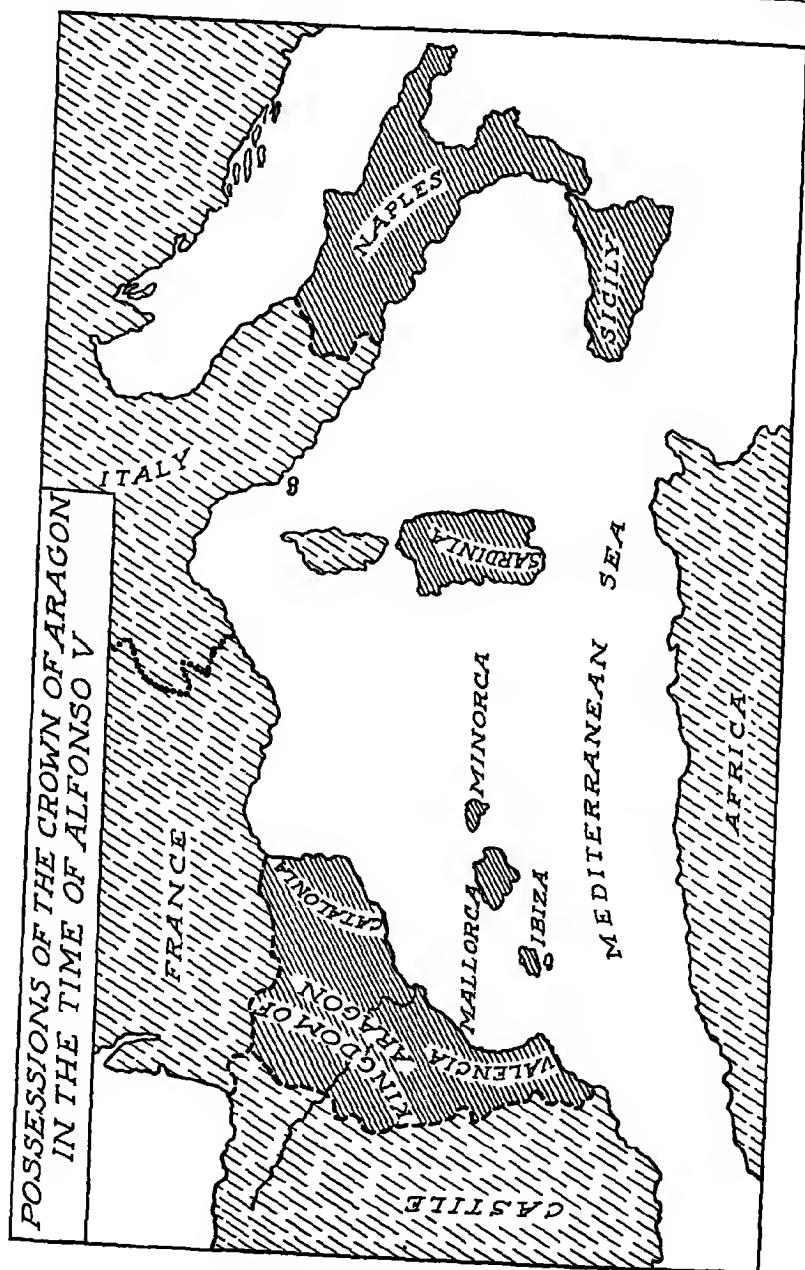 POSSESSIONS OF THE CROWN OF ARAGON
IN THE TIME OF ALFONSO V
FRANCE
ITALY
NAPLES
SICILY
SARDINIA
CATALONIA
KINGDOM OF
ARAGON
VALENCIA
CASTILE
MINORCA
MALLORCA
IBIZA
MEDITERRANEAN SEA
AFRICA